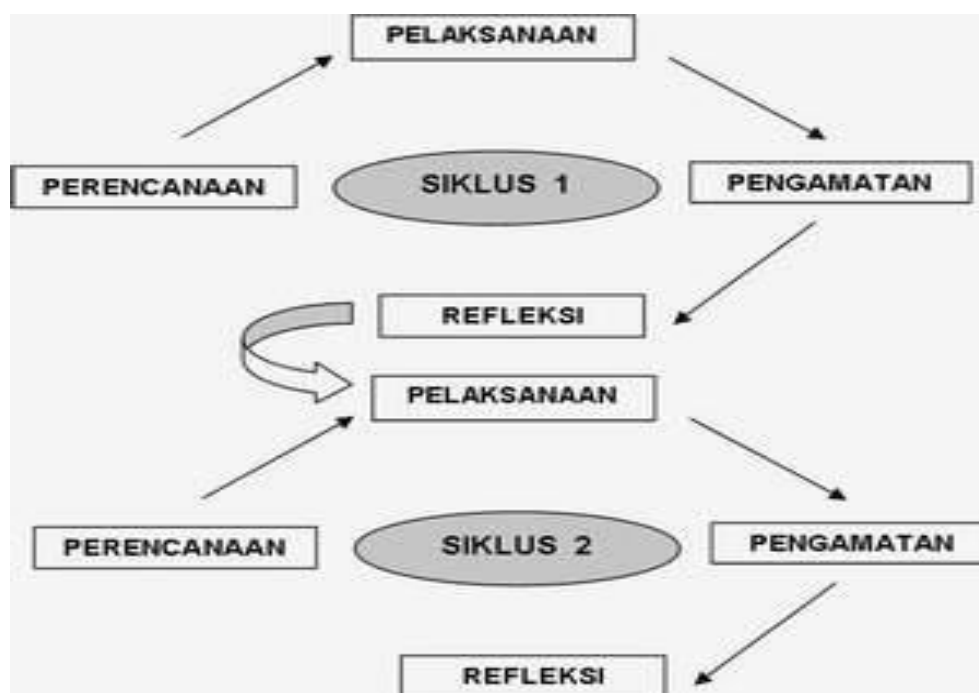 PELAKSANAAN
PERENCANAAN
SIKLUS 1
PENGAMATAN
REFLEKSI
PELAKSANAAN
PERENCANAAN
SIKLUS 2
PENGAMATAN
REFLEKSI